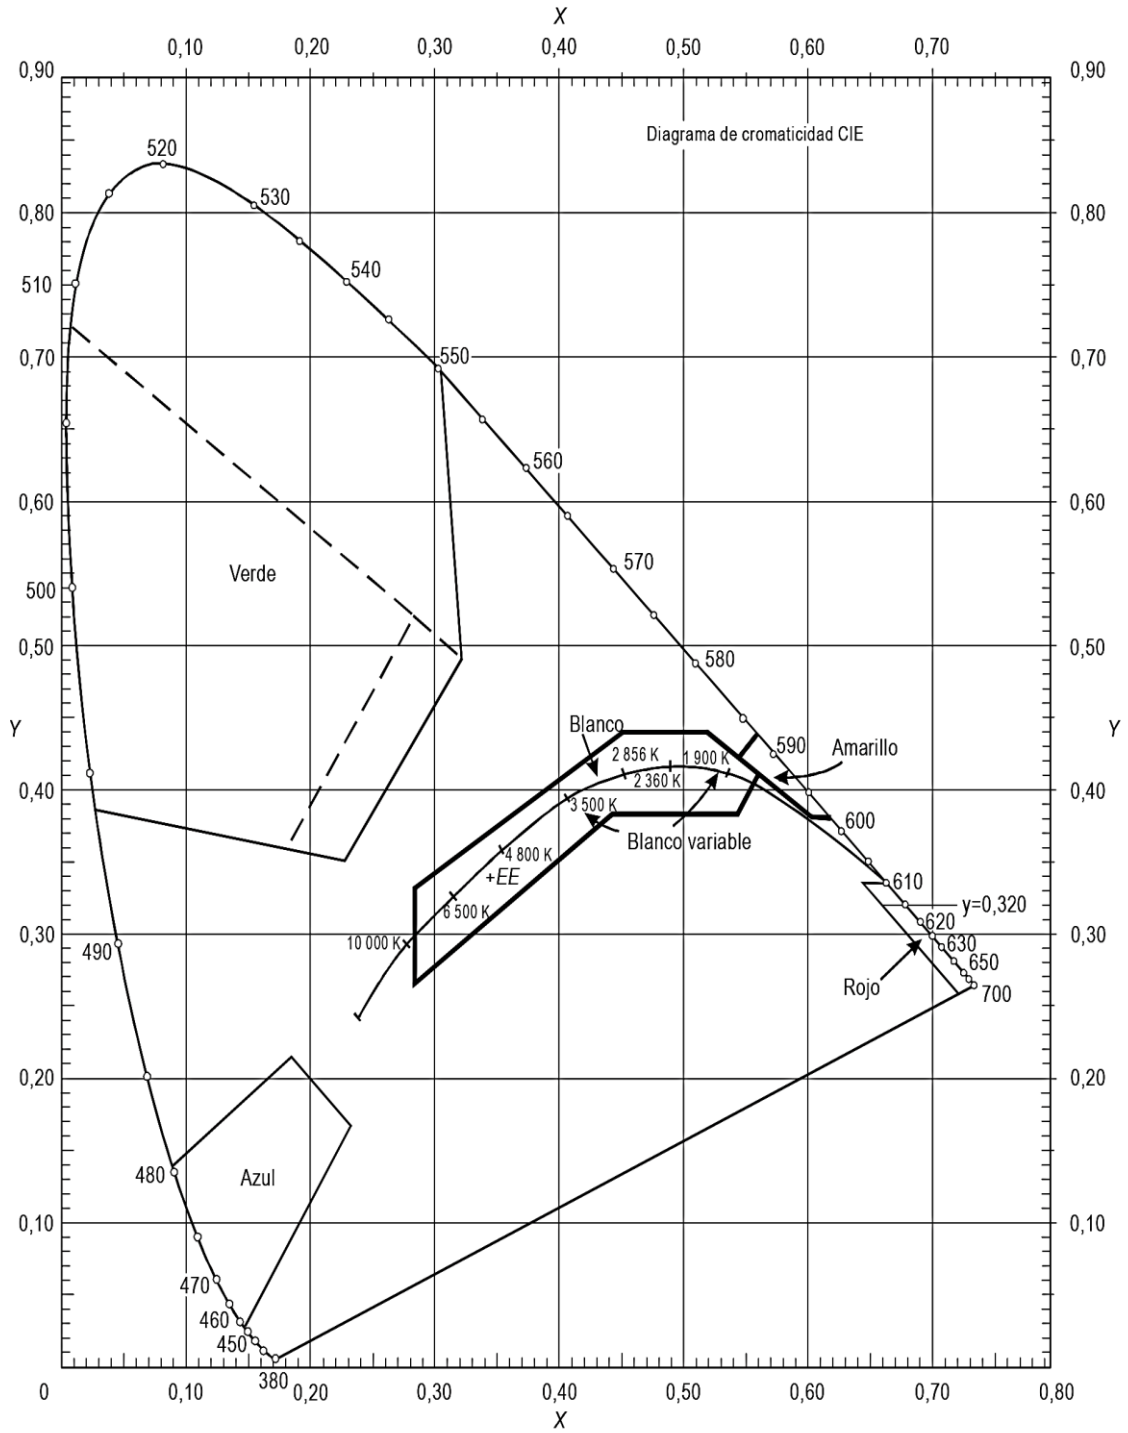 X
0,10 0,20 0,30 0,40 0,50 0,60 0,70
0,90 0,90
Diagrama de cromaticidad CIE
520
530
0,80 0,80
540
510
0,70 550 0,70
560
0,60 0,60
570
Verde
500
0,50 0,50
580
Y Blanco Y
590 Amarillo
2 856 K 1 900 K
2 360 K
0,40 0,40
3 500 K 600
Blanco variable
4 800 K
+EE 610
6 500 K y=0,320
620
0,30 10 000 K 630 0,30
490
650
Rojo 700
0,20 0,20
480 Azul
0,10 0,10
470
460
450
380
0 0,10 0,20 0,30 0,40 0,50 0,60 0,70 0,80
X